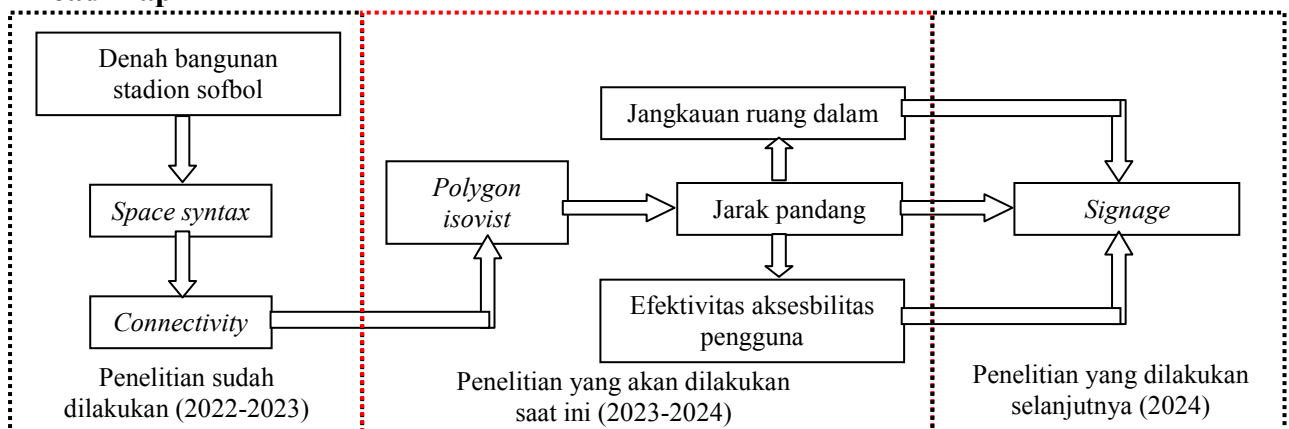 Denah bangunan
stadion sofbol
Space syntax
Connectivity
Penelitian sudah
dilakukan (2022-2023)
Polygon
isovist
Jangkauan ruang dalam
Jarak pandang
Efektivitas aksesbilitas
pengguna
Penelitian yang akan dilakukan
saat ini (2023-2024)
Signage
Penelitian yang dilakukan
selanjutnya (2024)